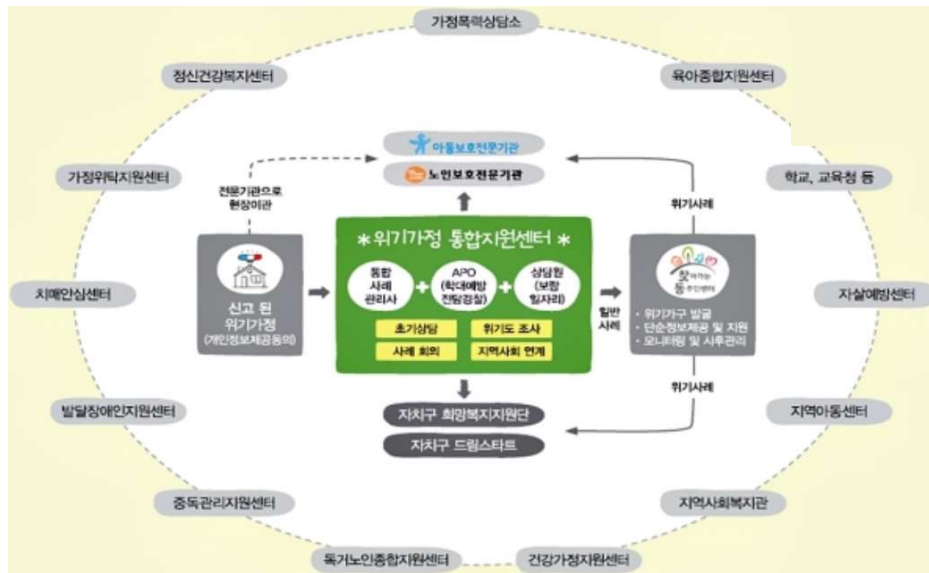 가정폭력상담소
정신건강복지센터
육아종합지원센터
아동보호전문기관
노인보호전문기관
가정위탁지원센터
학교, 교육청 등
전문기관으로
현장이관
위기사례
*위기가정 통합지원센터*
통합
사례
관리사
+
APO
(학대예방
전담경찰)
+
상담원
(보람
일자리)
초기상담
위기도 조사
사례 회의
지역사회 연계
신고 된
위기가정
(개인정보제공동의)
일반
사례
찾아가는
동주민센터
· 위기가구 발굴
· 단순정보제공 및 지원
· 모니터링 및 사후관리
치매안심센터
자살예방센터
위기사례
발달장애인지원센터
지역아동센터
자치구 희망복지지원단
자치구 드림스타트
중독관리지원센터
지역사회복지관
독거노인종합지원센터
건강가정지원센터